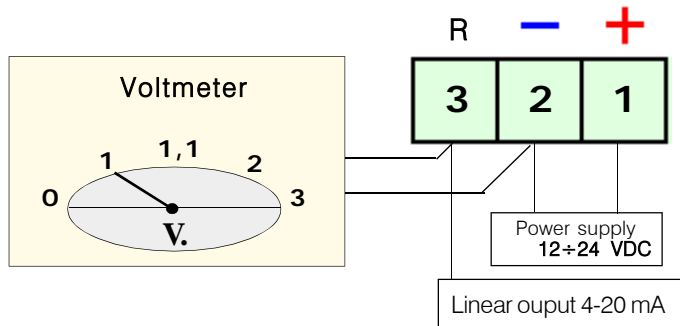 R − +
3 2 1
Voltmeter
0 1 1,1 2 3
V.
Power supply
12÷24 VDC
Linear ouput 4-20 mA